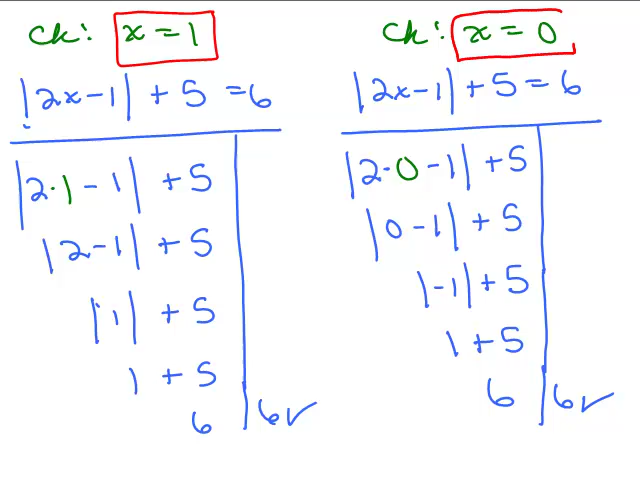 ck: x = 1
|2x - 1| + 5 = 6
|2·1 - 1| + 5
|2 - 1| + 5
|1| + 5
1 + 5
6 | 6 ✓
ck: x = 0
|2x - 1| + 5 = 6
|2·0 - 1| + 5
|0 - 1| + 5
|-1| + 5
1 + 5
6 | 6 ✓